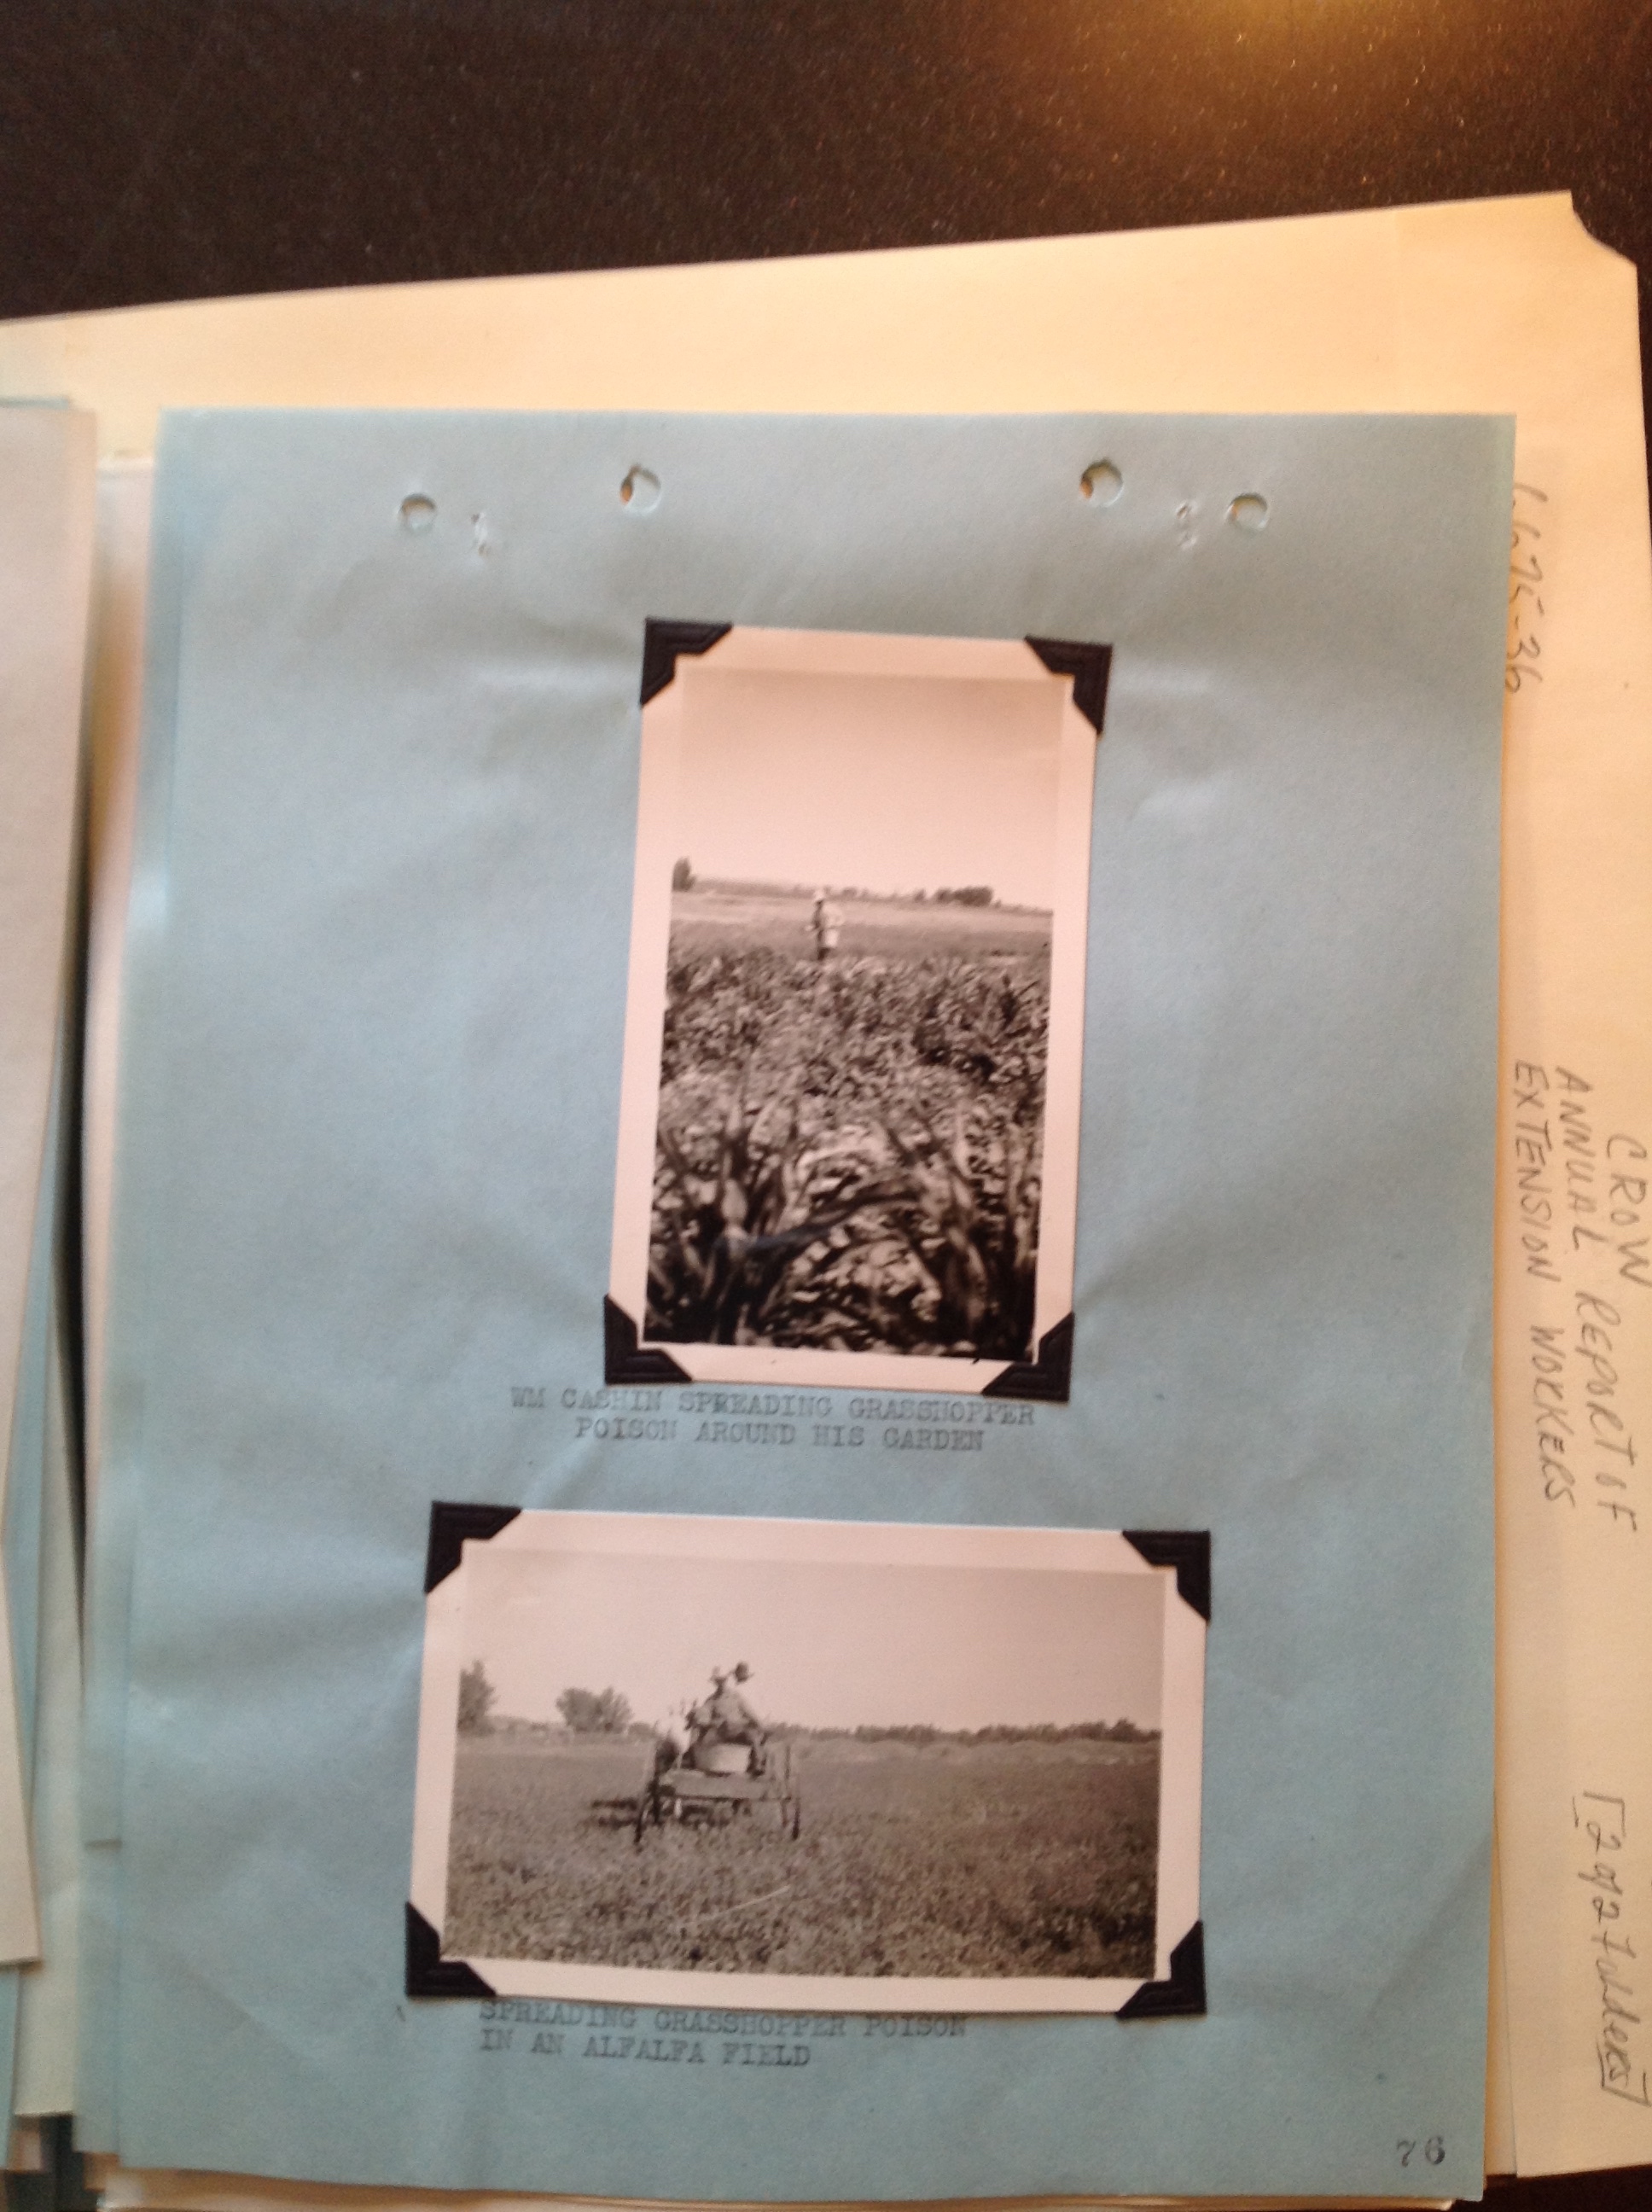 WM CASHIN SPREADING GRASSHOPPER
POISON AROUND HIS GARDEN
SPREADING GRASSHOPPER POISON
IN AN ALFALFA FIELD
76
6675-36
CROW
ANNUAL REPORT OF
EXTENSION WORKERS
[2 of 2 Folders]